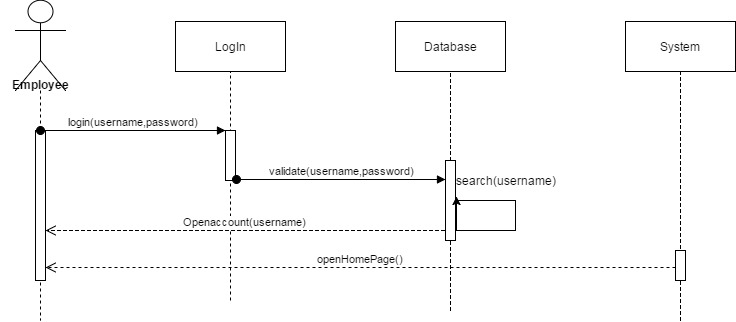 LogIn
Database
System
Employee
login(username,password)
validate(username,password)
search(username)
Openaccount(username)
openHomePage()